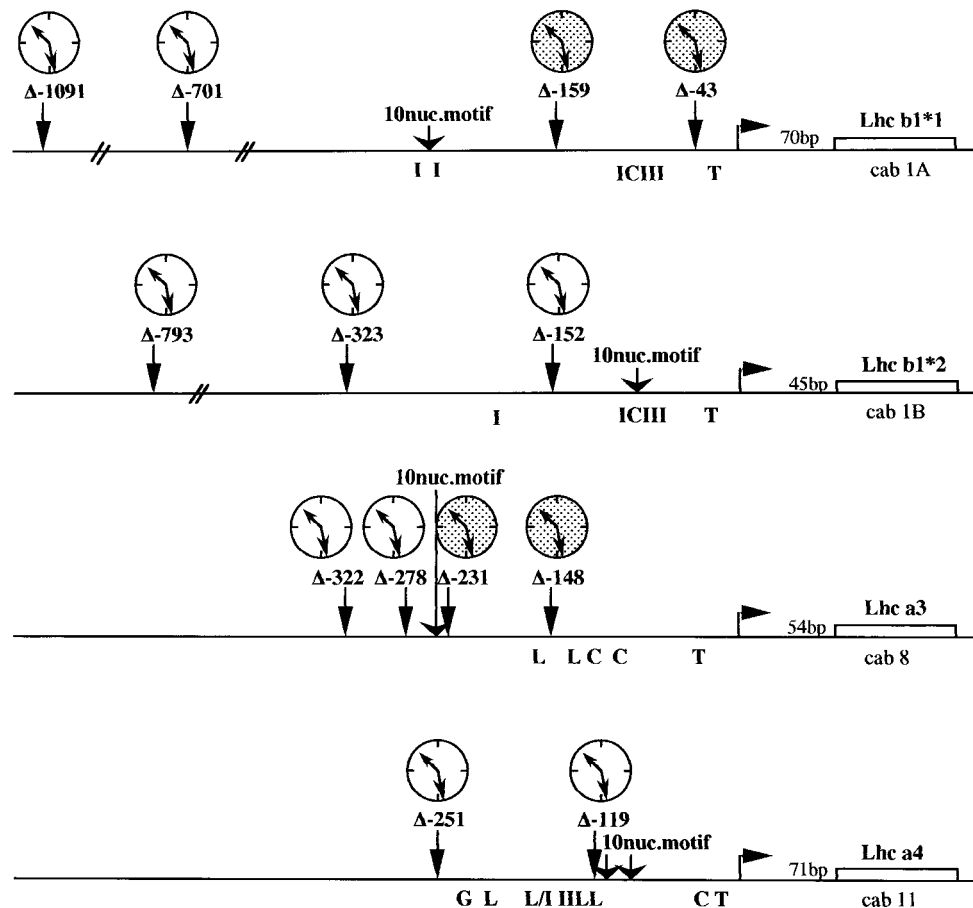 Δ-1091 Δ-701 Δ-159 Δ-43
10nuc.motif
70bp Lhc b1*1
I I ICIII T cab 1A
Δ-793 Δ-323 Δ-152
10nuc.motif
45bp Lhc b1*2
I ICIII T cab 1B
10nuc.motif
Δ-322 Δ-278 Δ-231 Δ-148
54bp Lhc a3
L L C C T cab 8
Δ-251 Δ-119
10nuc.motif
71bp Lhc a4
G L L/I IIILL C T cab 11